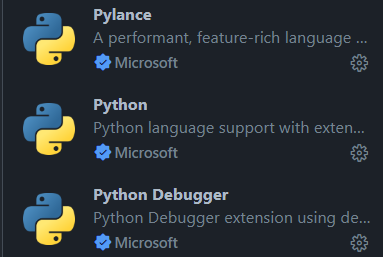 Pylance
A performant, feature-rich language ...
Microsoft
Python
Python language support with exten...
Microsoft
Python Debugger
Python Debugger extension using de...
Microsoft